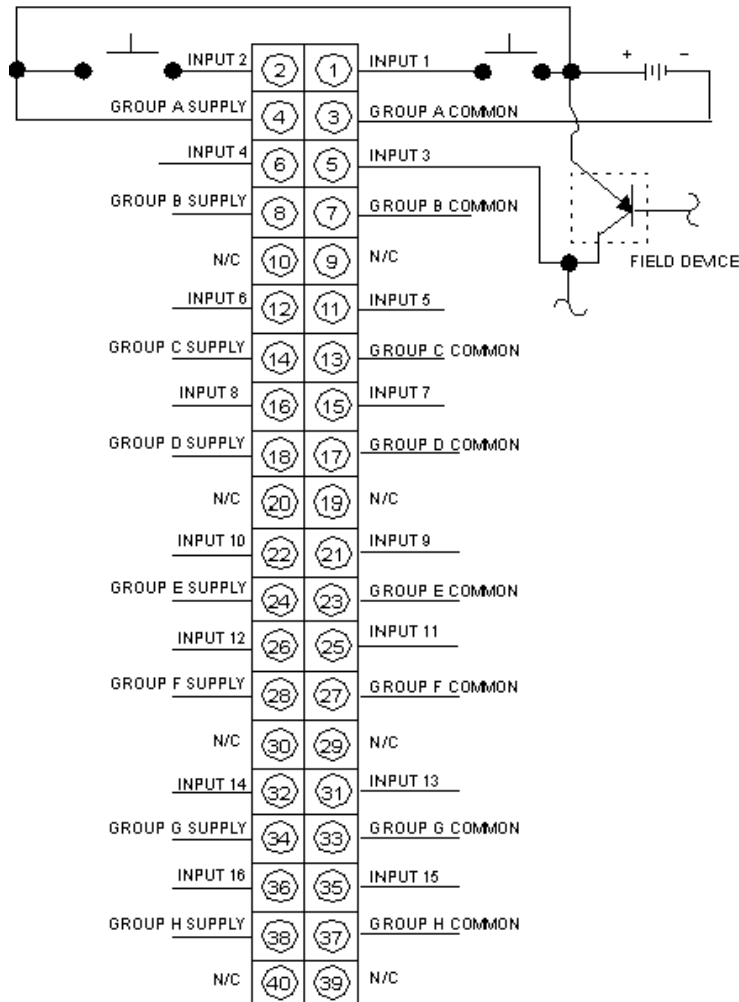 + -
INPUT 2 2 1 INPUT 1
GROUP A SUPPLY 4 3 GROUP A COMMON
INPUT 4 6 5 INPUT 3
GROUP B SUPPLY 8 7 GROUP B COMMON
N/C 10 9 N/C
FIELD DEVICE
INPUT 6 12 11 INPUT 5
GROUP C SUPPLY 14 13 GROUP C COMMON
INPUT 8 16 15 INPUT 7
GROUP D SUPPLY 18 17 GROUP D COMMON
N/C 20 19 N/C
INPUT 10 22 21 INPUT 9
GROUP E SUPPLY 24 23 GROUP E COMMON
INPUT 12 26 25 INPUT 11
GROUP F SUPPLY 28 27 GROUP F COMMON
N/C 30 29 N/C
INPUT 14 32 31 INPUT 13
GROUP G SUPPLY 34 33 GROUP G COMMON
INPUT 16 36 35 INPUT 15
GROUP H SUPPLY 38 37 GROUP H COMMON
N/C 40 39 N/C